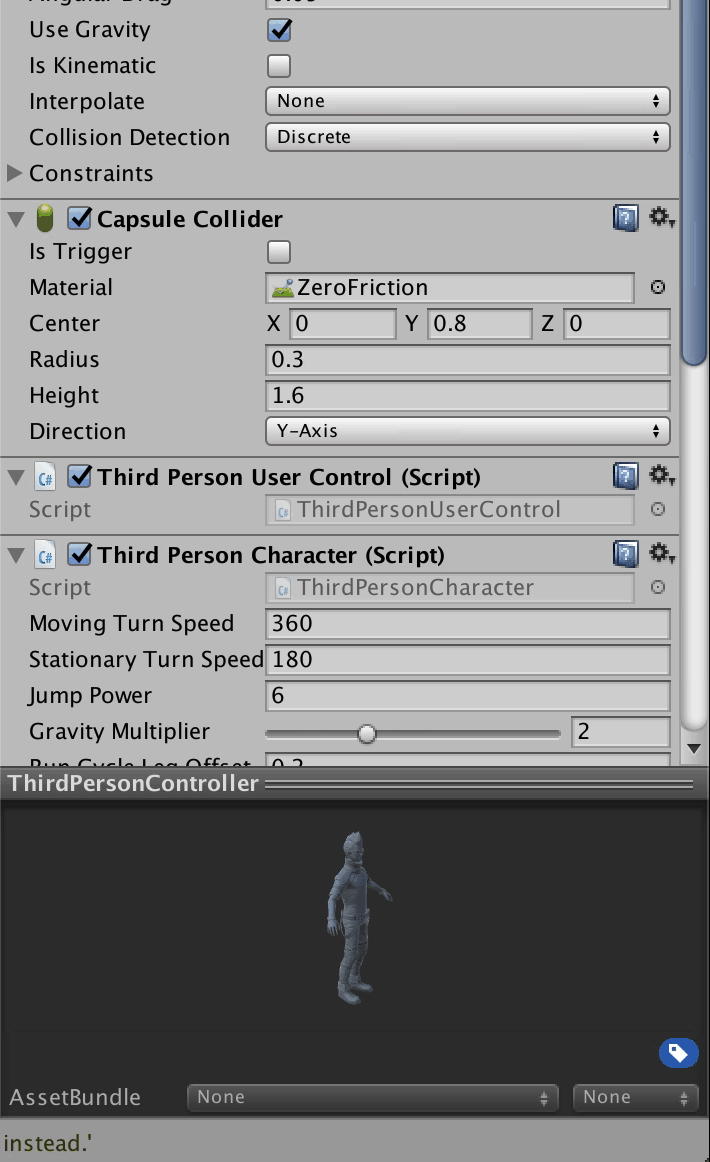 Use Gravity
Is Kinematic
Interpolate None
Collision Detection Discrete
Constraints
Capsule Collider
Is Trigger
Material ZeroFriction
Center X 0 Y 0.8 Z 0
Radius 0.3
Height 1.6
Direction Y-Axis
C# Third Person User Control (Script)
Script C# ThirdPersonUserControl
C# Third Person Character (Script)
Script C# ThirdPersonCharacter
Moving Turn Speed 360
Stationary Turn Speed 180
Jump Power 6
Gravity Multiplier 2
Run Cycle Leg Offset 0.2
ThirdPersonController
AssetBundle None None
instead.'